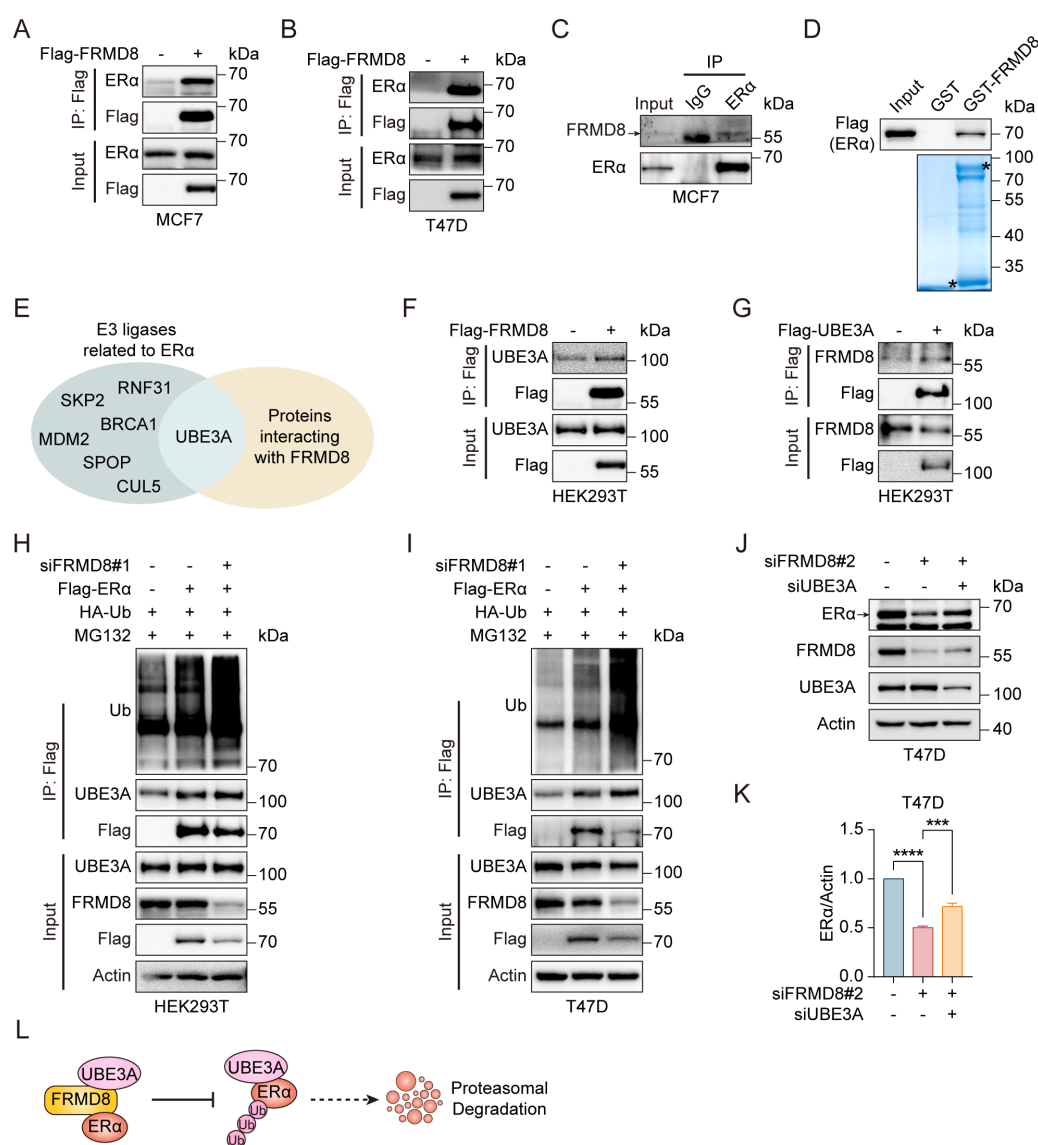 A
Flag-FRMD8 - + kDa
IP: Flag
ERα 70
Flag 70
Input
ERα 70
Flag 70
MCF7
B
Flag-FRMD8 - + kDa
IP: Flag
ERα 70
Flag 70
Input
ERα 70
Flag 70
T47D
C
IP
Input IgG ERα kDa
FRMD8 55
ERα 70
MCF7
D
Input GST GST-FRMD8 kDa
Flag 70
(ERα)
100
* 70
55
40
35
*
E
E3 ligases
related to ERα
RNF31
SKP2
BRCA1
MDM2
SPOP
CUL5
UBE3A
Proteins
interacting
with FRMD8
F
Flag-FRMD8 - + kDa
IP: Flag
UBE3A 100
Flag 55
Input
UBE3A 100
Flag 55
HEK293T
G
Flag-UBE3A - + kDa
IP: Flag
FRMD8 55
Flag 100
Input
FRMD8 55
Flag 100
HEK293T
H
siFRMD8#1 - - +
Flag-ERα - + +
HA-Ub + + +
MG132 + + + kDa
IP: Flag
Ub
70
UBE3A 100
Flag 70
Input
UBE3A 100
FRMD8 55
Flag 70
Actin
HEK293T
I
siFRMD8#1 - - +
Flag-ERα - + +
HA-Ub + + +
MG132 + + + kDa
IP: Flag
Ub
70
UBE3A 100
Flag 70
Input
UBE3A 100
FRMD8 55
Flag 70
Actin
T47D
J
siFRMD8#2 - + +
siUBE3A - - + kDa
ERα 70
FRMD8 55
UBE3A 100
Actin 40
T47D
K
T47D
ERα/Actin
1.5
1.0
0.5
0.0
**** ***
siFRMD8#2 - + +
siUBE3A - - +
L
UBE3A
FRMD8
ERα
UBE3A
ERα
Ub
Ub
Ub
Proteasomal
Degradation